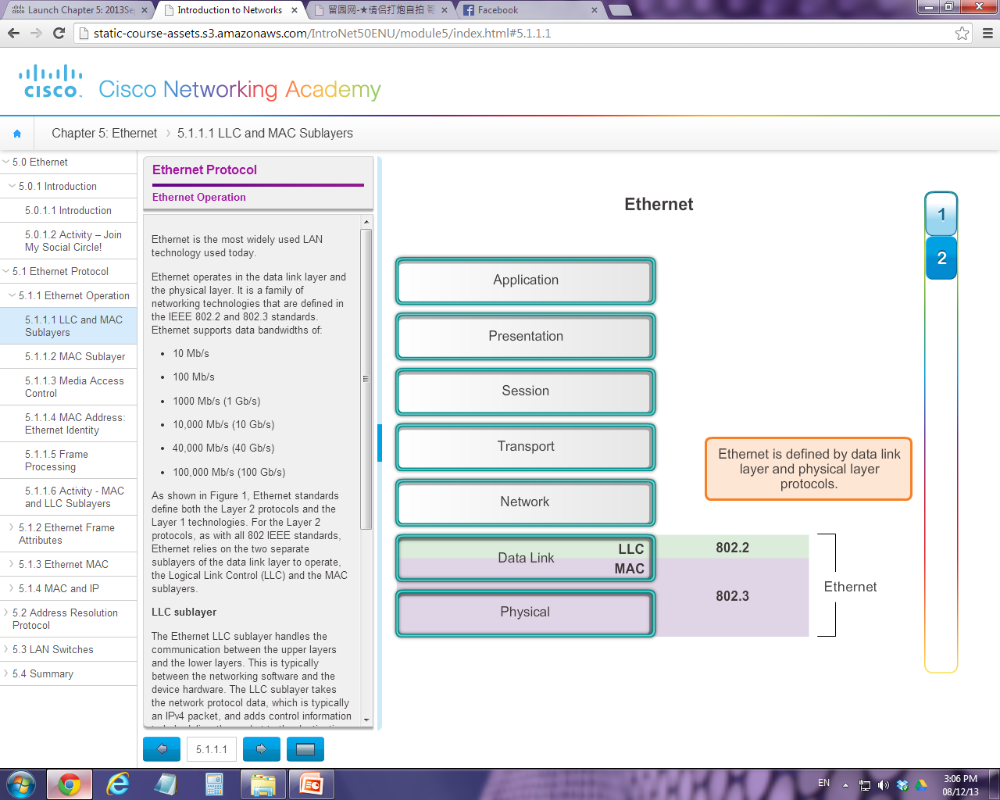 Launch Chapter 5: 2013Se
Introduction to Networks
留园网-★情侣打炮自拍 哥
Facebook
static-course-assets.s3.amazonaws.com/IntroNet50ENU/module5/index.html#5.1.1.1
cisco. Cisco Networking Academy
Chapter 5: Ethernet > 5.1.1.1 LLC and MAC Sublayers
5.0 Ethernet
5.0.1 Introduction
5.0.1.1 Introduction
5.0.1.2 Activity – Join
My Social Circle!
5.1 Ethernet Protocol
5.1.1 Ethernet Operation
5.1.1.1 LLC and MAC
Sublayers
5.1.1.2 MAC Sublayer
5.1.1.3 Media Access
Control
5.1.1.4 MAC Address:
Ethernet Identity
5.1.1.5 Frame
Processing
5.1.1.6 Activity - MAC
and LLC Sublayers
5.1.2 Ethernet Frame
Attributes
5.1.3 Ethernet MAC
5.1.4 MAC and IP
5.2 Address Resolution
Protocol
5.3 LAN Switches
5.4 Summary
Ethernet Protocol
Ethernet Operation
Ethernet is the most widely used LAN
technology used today.
Ethernet operates in the data link layer and
the physical layer. It is a family of
networking technologies that are defined in
the IEEE 802.2 and 802.3 standards.
Ethernet supports data bandwidths of:
• 10 Mb/s
• 100 Mb/s
• 1000 Mb/s (1 Gb/s)
• 10,000 Mb/s (10 Gb/s)
• 40,000 Mb/s (40 Gb/s)
• 100,000 Mb/s (100 Gb/s)
As shown in Figure 1, Ethernet standards
define both the Layer 2 protocols and the
Layer 1 technologies. For the Layer 2
protocols, as with all 802 IEEE standards,
Ethernet relies on the two separate
sublayers of the data link layer to operate,
the Logical Link Control (LLC) and the MAC
sublayers.
LLC sublayer
The Ethernet LLC sublayer handles the
communication between the upper layers
and the lower layers. This is typically
between the networking software and the
device hardware. The LLC sublayer takes
the network protocol data, which is typically
an IPv4 packet, and adds control information
5.1.1.1
Ethernet
1
2
Application
Presentation
Session
Transport
Network
Data Link
LLC
MAC
Physical
802.2
802.3
Ethernet
Ethernet is defined by data link
layer and physical layer
protocols.
EN
3:06 PM
08/12/13